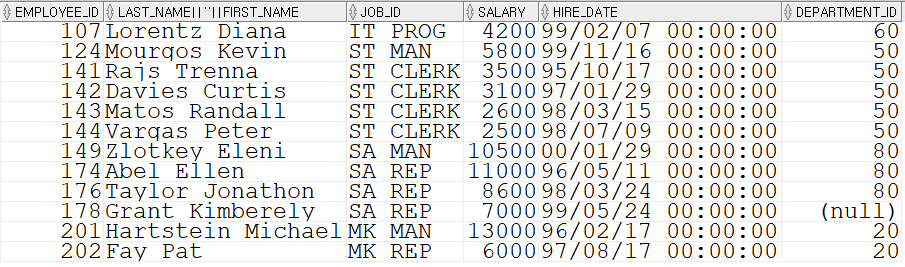 EMPLOYEE_ID LAST_NAME||''||FIRST_NAME JOB_ID SALARY HIRE_DATE DEPARTMENT_ID
107 Lorentz Diana IT PROG 4200 99/02/07 00:00:00 60
124 Mourgos Kevin ST MAN 5800 99/11/16 00:00:00 50
141 Rajs Trenna ST CLERK 3500 95/10/17 00:00:00 50
142 Davies Curtis ST CLERK 3100 97/01/29 00:00:00 50
143 Matos Randall ST CLERK 2600 98/03/15 00:00:00 50
144 Vargas Peter ST CLERK 2500 98/07/09 00:00:00 50
149 Zlotkey Eleni SA MAN 10500 00/01/29 00:00:00 80
174 Abel Ellen SA REP 11000 96/05/11 00:00:00 80
176 Taylor Jonathon SA REP 8600 98/03/24 00:00:00 80
178 Grant Kimberely SA REP 7000 99/05/24 00:00:00 (null)
201 Hartstein Michael MK MAN 13000 96/02/17 00:00:00 20
202 Fay Pat MK REP 6000 97/08/17 00:00:00 20